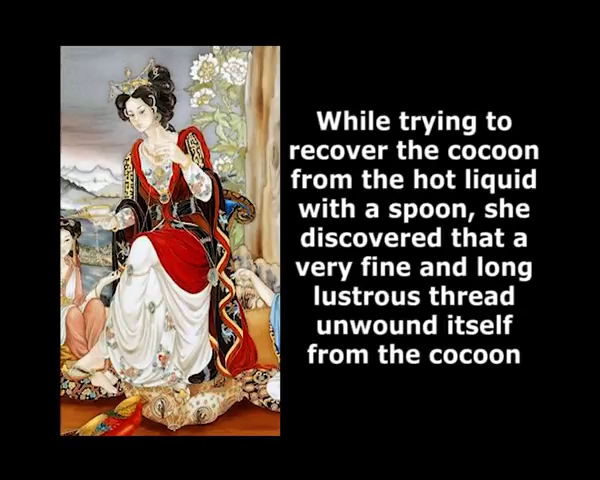 While trying to
recover the cocoon
from the hot liquid
with a spoon, she
discovered that a
very fine and long
lustrous thread
unwound itself
from the cocoon